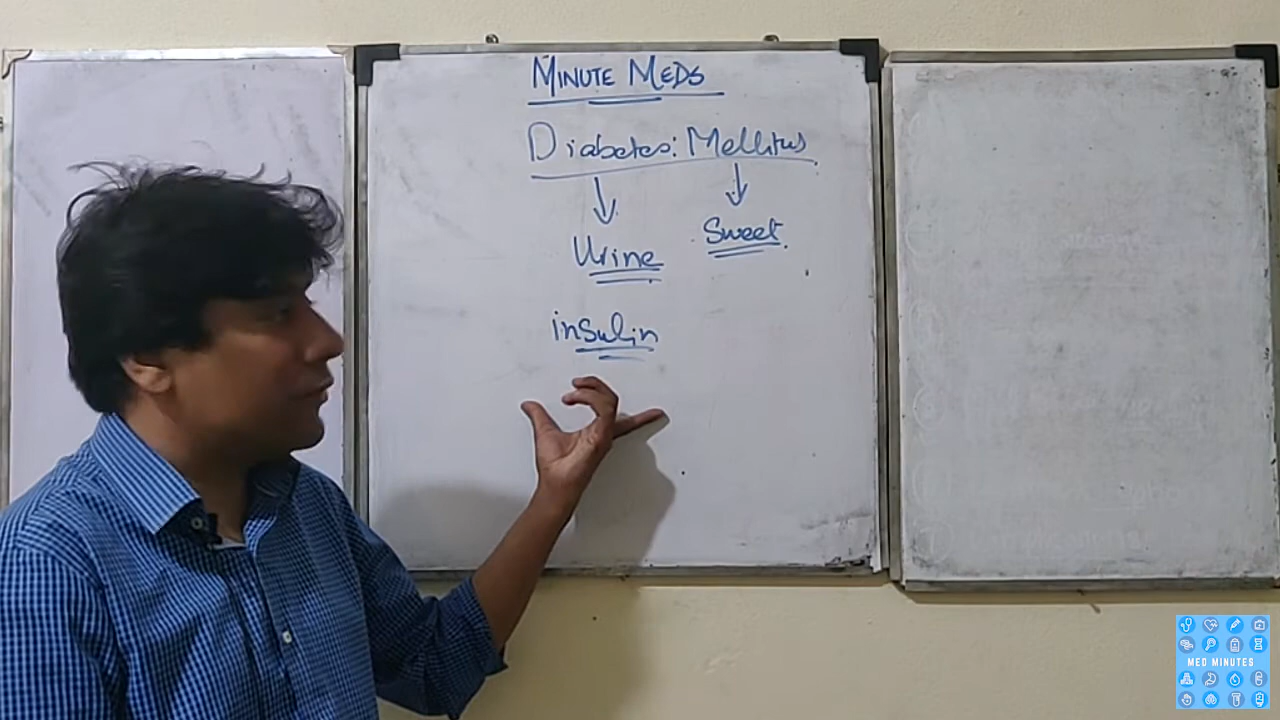 MINUTE MEDS
Diabetes: Mellitus
Urine
Sweet
insulin
MED MINUTES